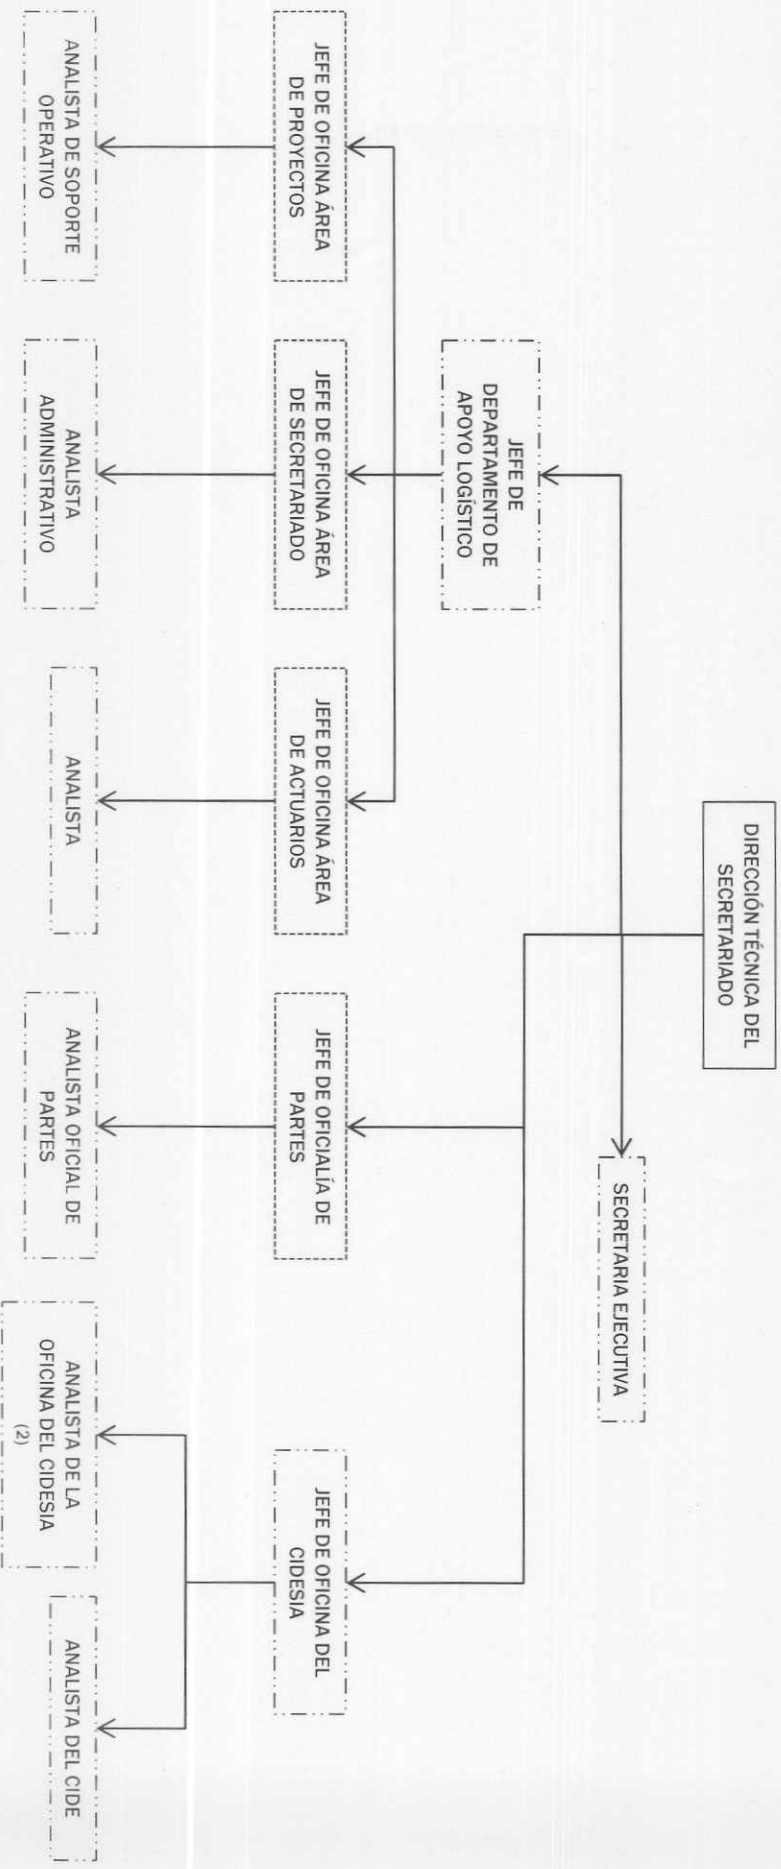 DIRECCIÓN TÉCNICA DEL
SECRETARIADO
SECRETARIA EJECUTIVA
JEFE DE
DEPARTAMENTO DE
APOYO LOGÍSTICO
JEFE DE OFICINA ÁREA
DE PROYECTOS
JEFE DE OFICINA ÁREA
DE SECRETARIADO
JEFE DE OFICINA ÁREA
DE ACTUARIOS
JEFE DE OFICIALÍA DE
PARTES
JEFE DE OFICINA DEL
CIDESIA
ANALISTA DE SOPORTE
OPERATIVO
ANALISTA
ADMINISTRATIVO
ANALISTA
ANALISTA OFICIAL DE
PARTES
ANALISTA DE LA
OFICINA DEL CIDESIA
(2)
ANALISTA DEL CIDE